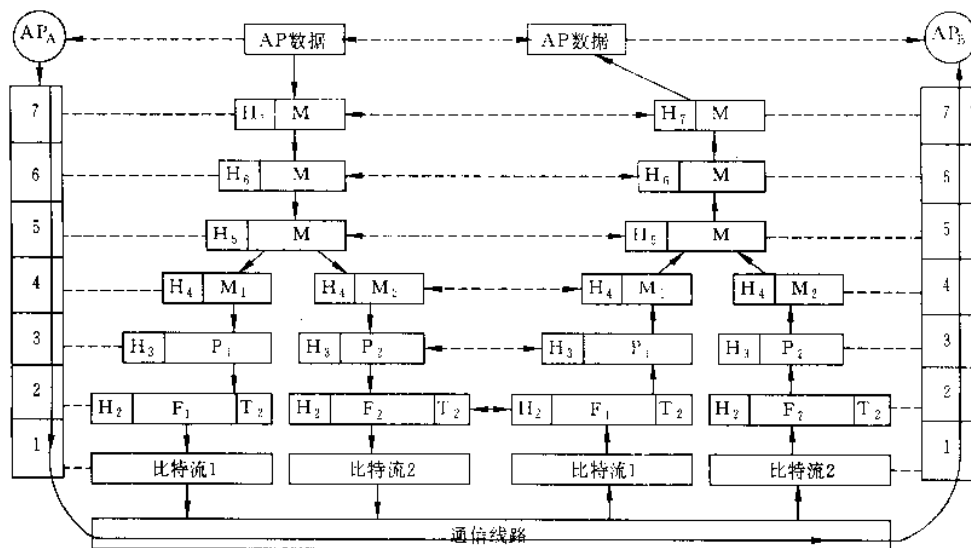 AP_A AP数据 AP数据 AP_B
7 H M H₇ M 7
6 H₆ M H₆ M 6
5 H₅ M H₅ M 5
4 H₄ M₁ H₄ M₂ H₄ M₁ H₄ M₂ 4
3 H₃ P₁ H₃ P₂ H₃ P₁ H₃ P₂ 3
2 H₂ F₁ T₂ H₂ F₂ T₂ H₂ F₁ T₂ H₂ F₂ T₂ 2
1 比特流1 比特流2 比特流1 比特流2 1
通信线路